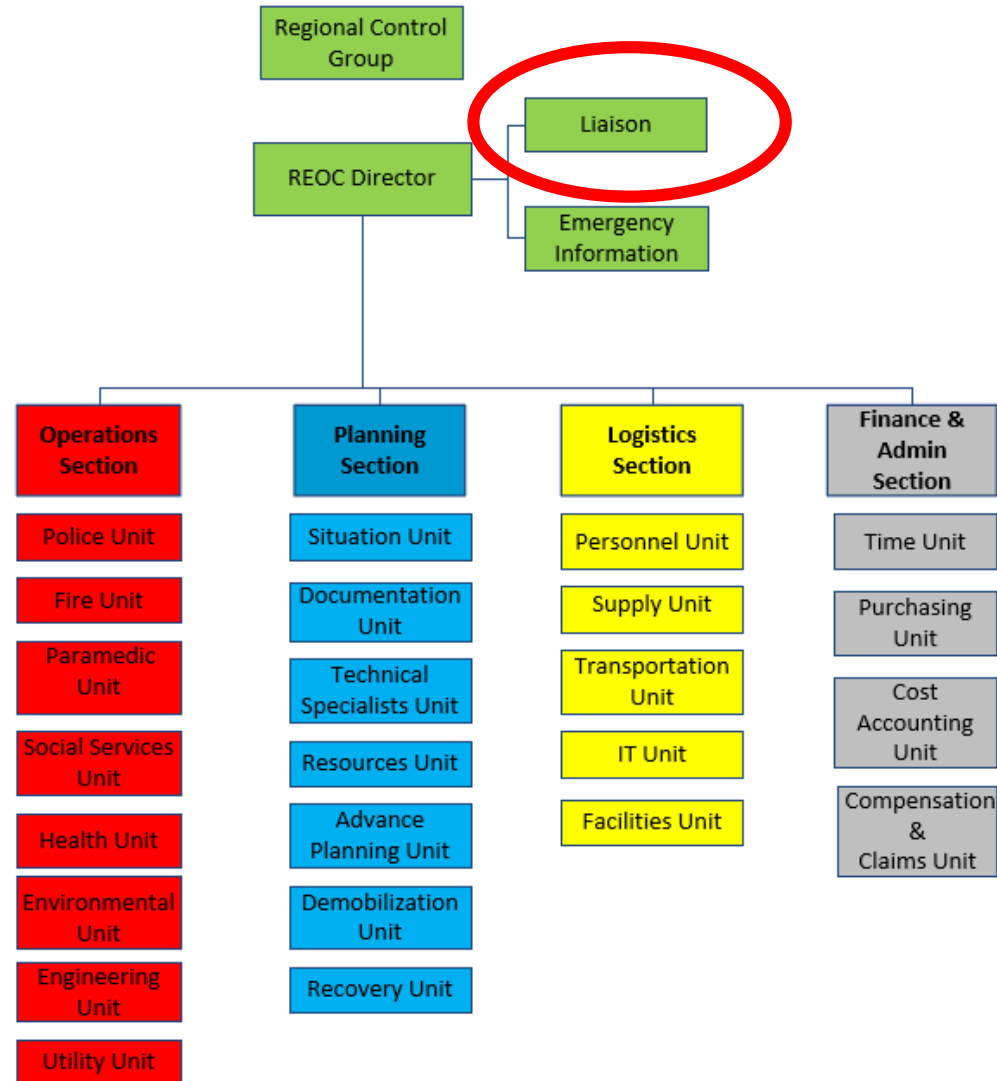 Regional Control
Group
Liaison
REOC Director
Emergency
Information
Operations
Section
Police Unit
Fire Unit
Paramedic
Unit
Social Services
Unit
Health Unit
Environmental
Unit
Engineering
Unit
Utility Unit
Planning
Section
Situation Unit
Documentation
Unit
Technical
Specialists Unit
Resources Unit
Advance
Planning Unit
Demobilization
Unit
Recovery Unit
Logistics
Section
Personnel Unit
Supply Unit
Transportation
Unit
IT Unit
Facilities Unit
Finance &
Admin
Section
Time Unit
Purchasing
Unit
Cost
Accounting
Unit
Compensation
&
Claims Unit